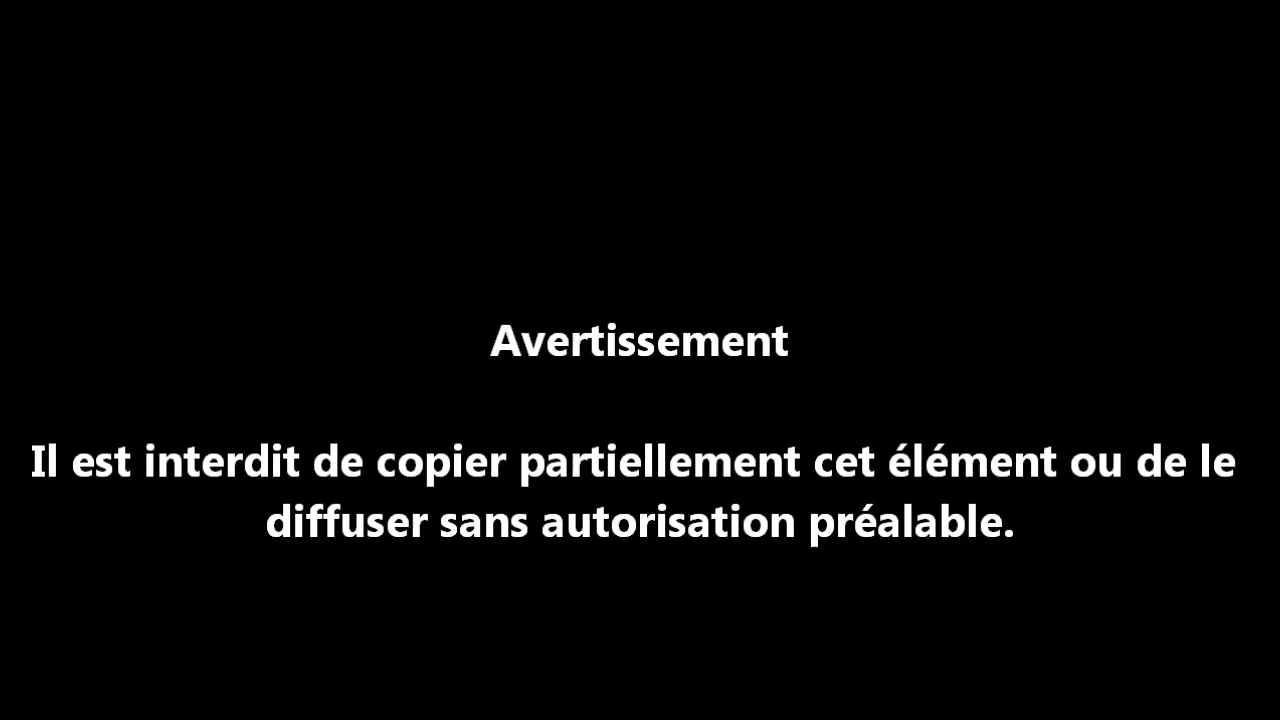 Avertissement
Il est interdit de copier partiellement cet élément ou de le
diffuser sans autorisation préalable.